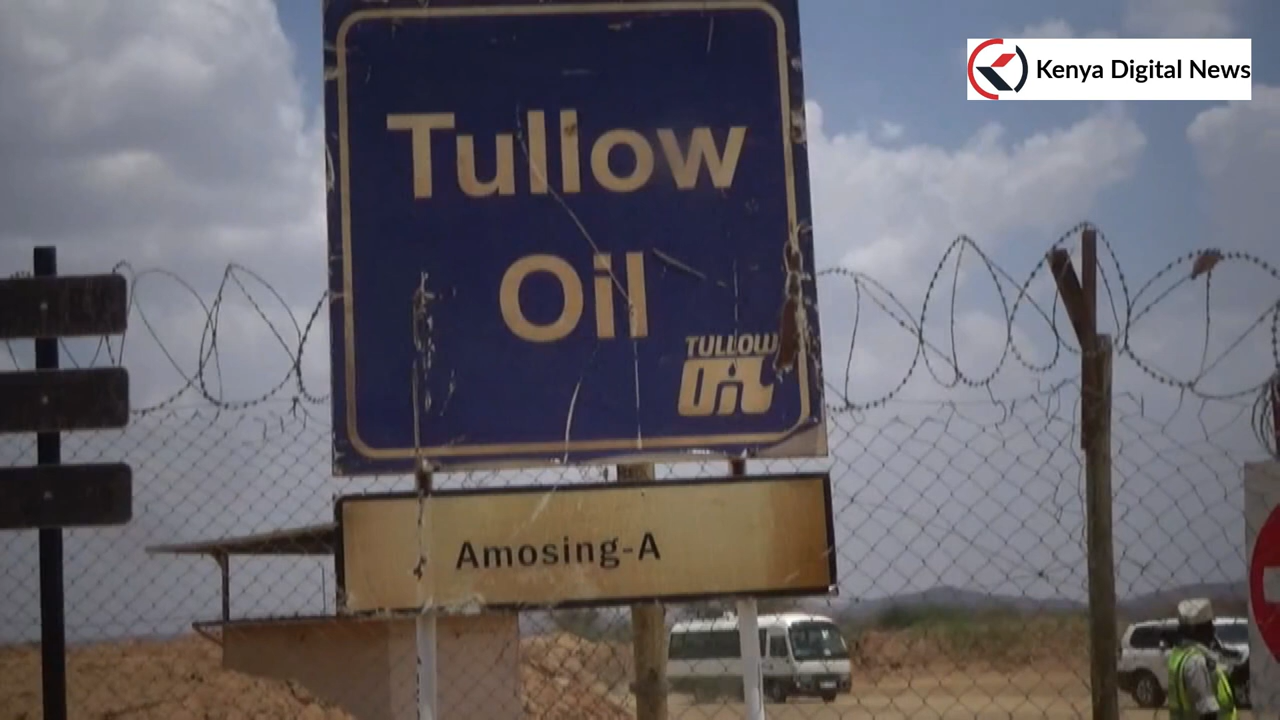 Kenya Digital News
Tullow
Oil
TULLOW
OIL
Amosing-A